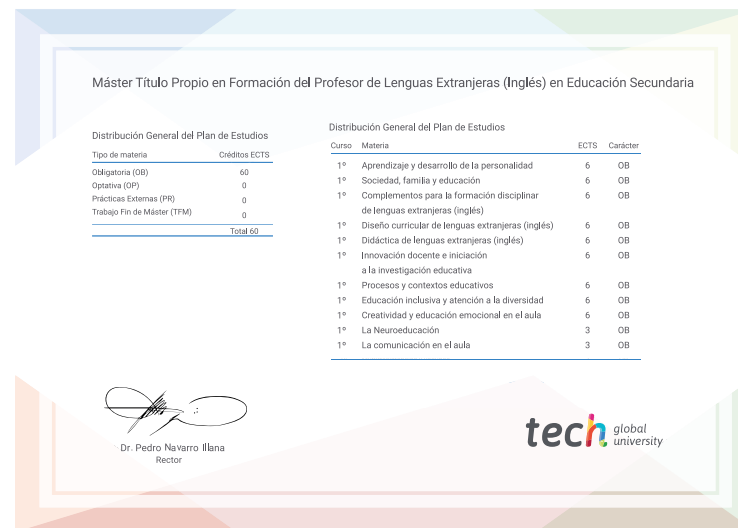 Máster Título Propio en Formación del Profesor de Lenguas Extranjeras (Inglés) en Educación Secundaria
Distribución General del Plan de Estudios
Tipo de materia Créditos ECTS
Obligatoria (OB) 60
Optativa (OP) 0
Prácticas Externas (PR) 0
Trabajo Fin de Máster (TFM) 0
Total 60
Distribución General del Plan de Estudios
Curso Materia ECTS Carácter
1º Aprendizaje y desarrollo de la personalidad 6 OB
1º Sociedad, familia y educación 6 OB
1º Complementos para la formación disciplinar 6 OB
de lenguas extranjeras (inglés)
1º Diseño curricular de lenguas extranjeras (inglés) 6 OB
1º Didáctica de lenguas extranjeras (inglés) 6 OB
1º Innovación docente e iniciación 6 OB
a la investigación educativa
1º Procesos y contextos educativos 6 OB
1º Educación inclusiva y atención a la diversidad 6 OB
1º Creatividad y educación emocional en el aula 6 OB
1º La Neuroeducación 3 OB
1º La comunicación en el aula 3 OB
Dr. Pedro Navarro Illana
Rector
tech global
university